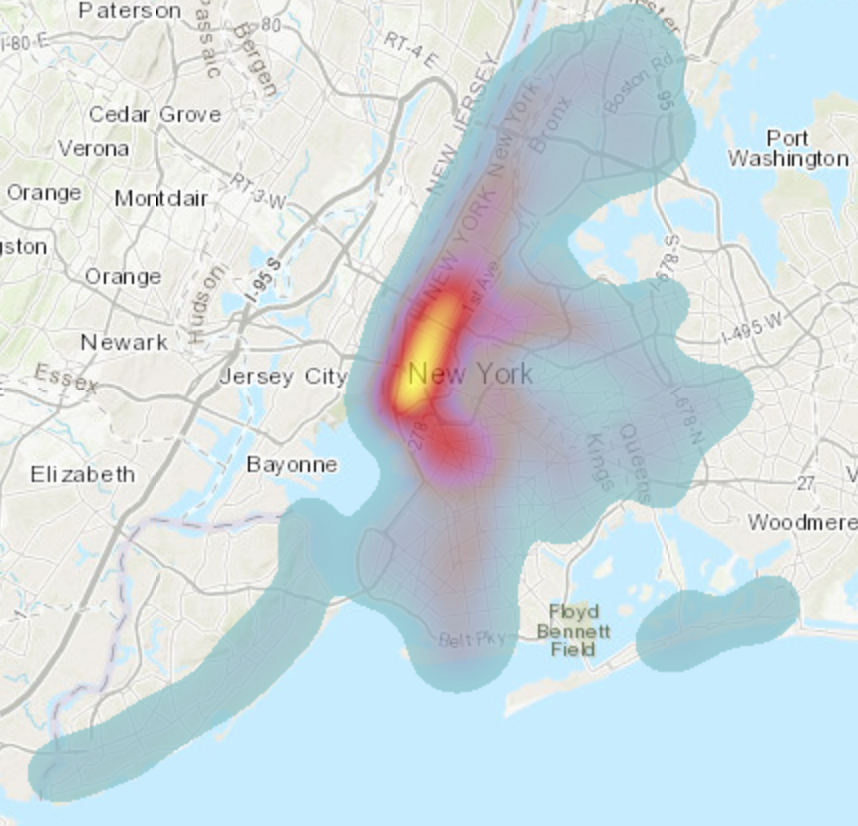 Paterson
80
I-80 E
Passaic
Bergen
RT-4 E
Boston Rd
95
Bronx
New York
NEW JERSEY
NEW YORK
Cedar Grove
Verona
Port
Washington
Orange
Montclair
RT-3-W
gston
I-678-S
Orange
I-95 S
Hudson
1st Ave
Newark
I-495-W
Essex
Jersey City
New York
278
I-678-N
Kings
Queens
Elizabeth
Bayonne
27
Woodmere
Floyd
Bennett
Field
Belt Pky